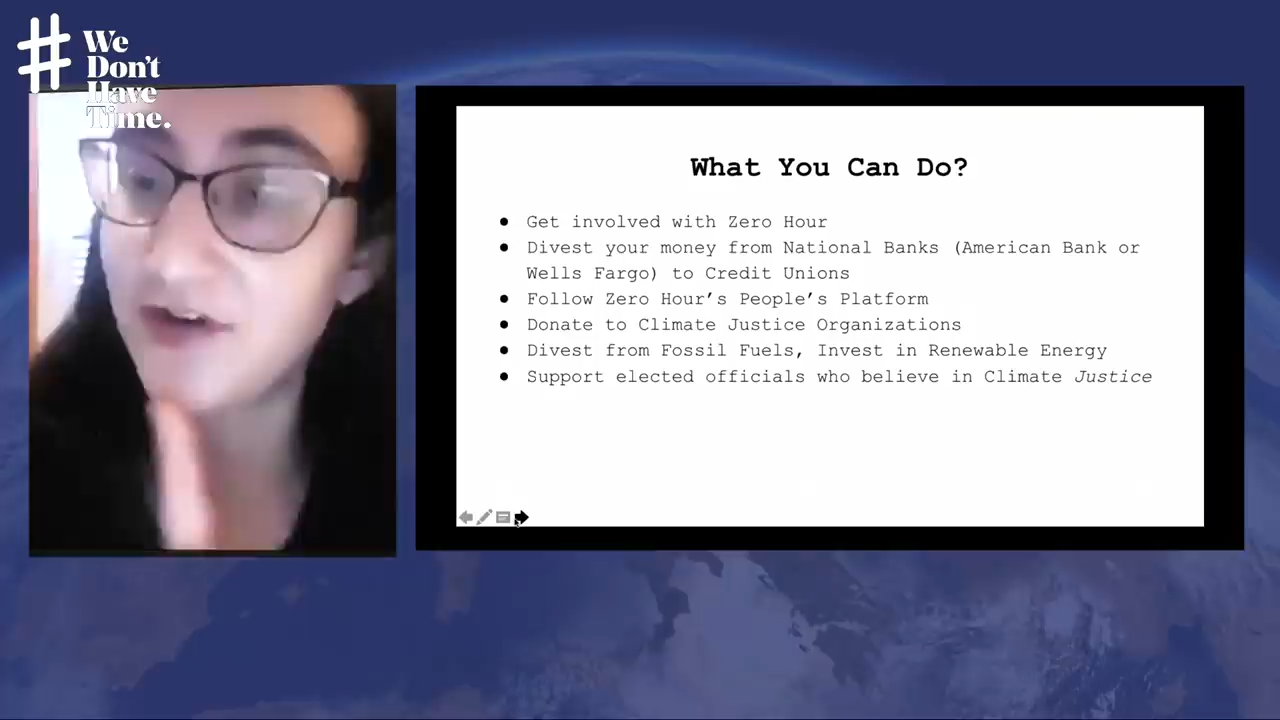 #
We
Don't
Have
Time.
What You Can Do?
● Get involved with Zero Hour
● Divest your money from National Banks (American Bank or
Wells Fargo) to Credit Unions
● Follow Zero Hour’s People’s Platform
● Donate to Climate Justice Organizations
● Divest from Fossil Fuels, Invest in Renewable Energy
● Support elected officials who believe in Climate Justice